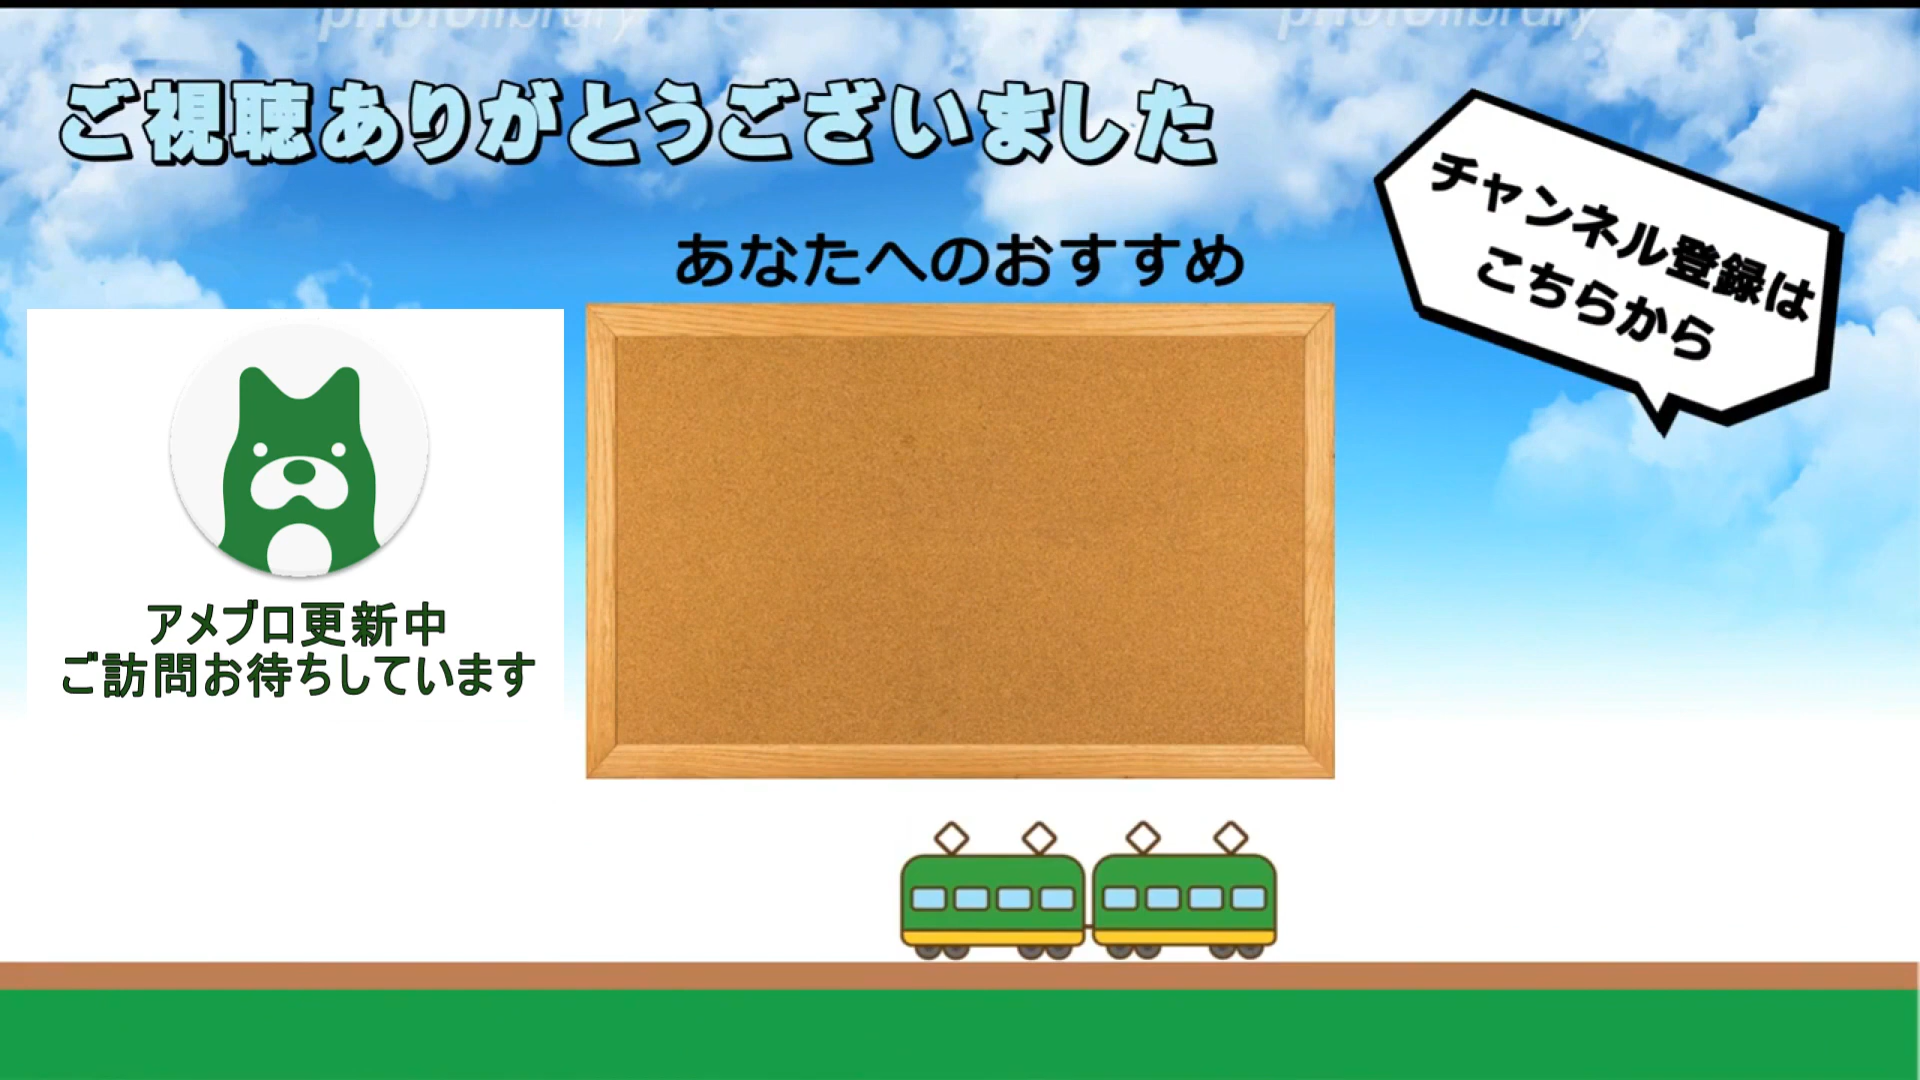 photolibrary photolibrary
ご視聴ありがとうございました
チャンネル登録は
こちらから
あなたへのおすすめ
アメブロ更新中
ご訪問お待ちしています